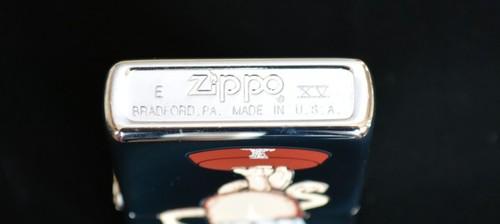 E Zippo® XV
BRADFORD, PA. MADE IN U.S.A.